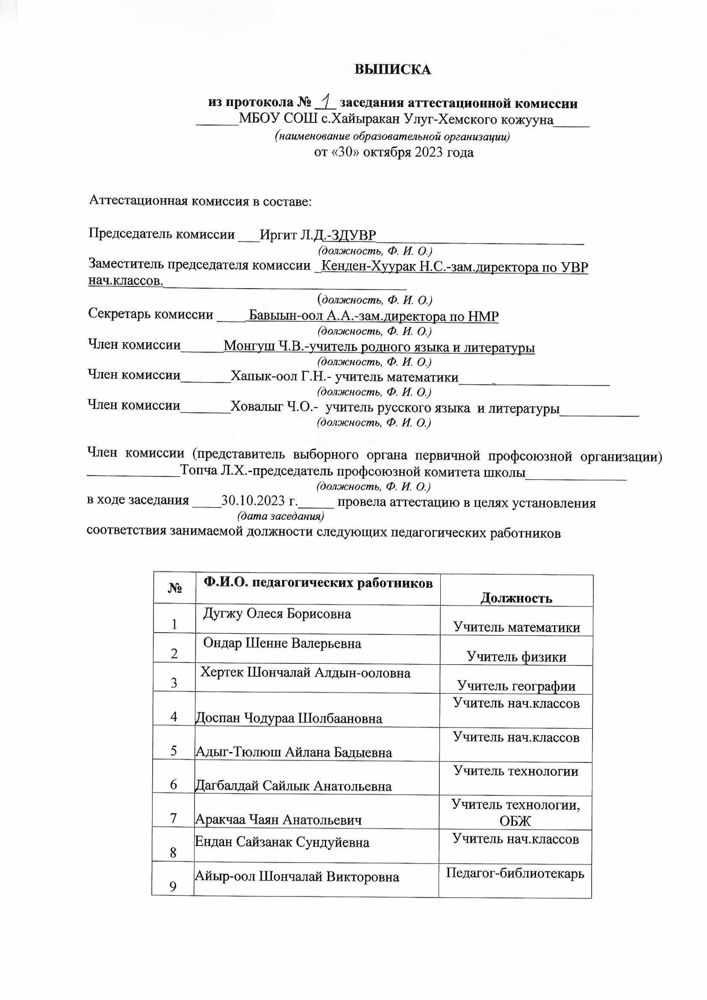 ВЫПИСКА
из протокола № 1 заседания аттестационной комиссии
______МБОУ СОШ с.Хайыракан Улуг-Хемского кожууна_____
(наименование образовательной организации)
от «30» октября 2023 года
Аттестационная комиссия в составе:
Председатель комиссии ___Иргит Л.Д.-ЗДУВР_____________________________
(должность, Ф. И. О.)
Заместитель председателя комиссии _Кенден-Хуурак Н.С.-зам.директора по УВР
нач.классов.__________________________________
(должность, Ф. И. О.)
Секретарь комиссии ____ Бавыын-оол А.А.-зам.директора по НМР
(должность, Ф. И. О.)
Член комиссии______Монгуш Ч.В.-учитель родного языка и литературы
(должность, Ф. И. О.)
Член комиссии_______Хапык-оол Г.Н.- учитель математики_____________________
(должность, Ф. И. О.)
Член комиссии_______Ховалыг Ч.О.- учитель русского языка и литературы___________
(должность, Ф. И. О.)
Член комиссии (представитель выборного органа первичной профсоюзной организации)
_____________Топча Л.Х.-председатель профсоюзной комитета школы______________
(должность, Ф. И. О.)
в ходе заседания ____30.10.2023 г._____ провела аттестацию в целях установления
(дата заседания)
соответствия занимаемой должности следующих педагогических работников
№ Ф.И.О. педагогических работников Должность
1 Дугжу Олеся Борисовна Учитель математики
2 Ондар Шенне Валерьевна Учитель физики
3 Хертек Шончалай Алдын-ооловна Учитель географии
4 Доспан Чодураа Шолбаановна Учитель нач.классов
5 Адыг-Тюлюш Айлана Бадыевна Учитель нач.классов
6 Дагбалдай Сайлык Анатольевна Учитель технологии
7 Аракчаа Чаян Анатольевич Учитель технологии,
ОБЖ
8 Ендан Сайзанак Сундуйевна Учитель нач.классов
9 Айыр-оол Шончалай Викторовна Педагог-библиотекарь